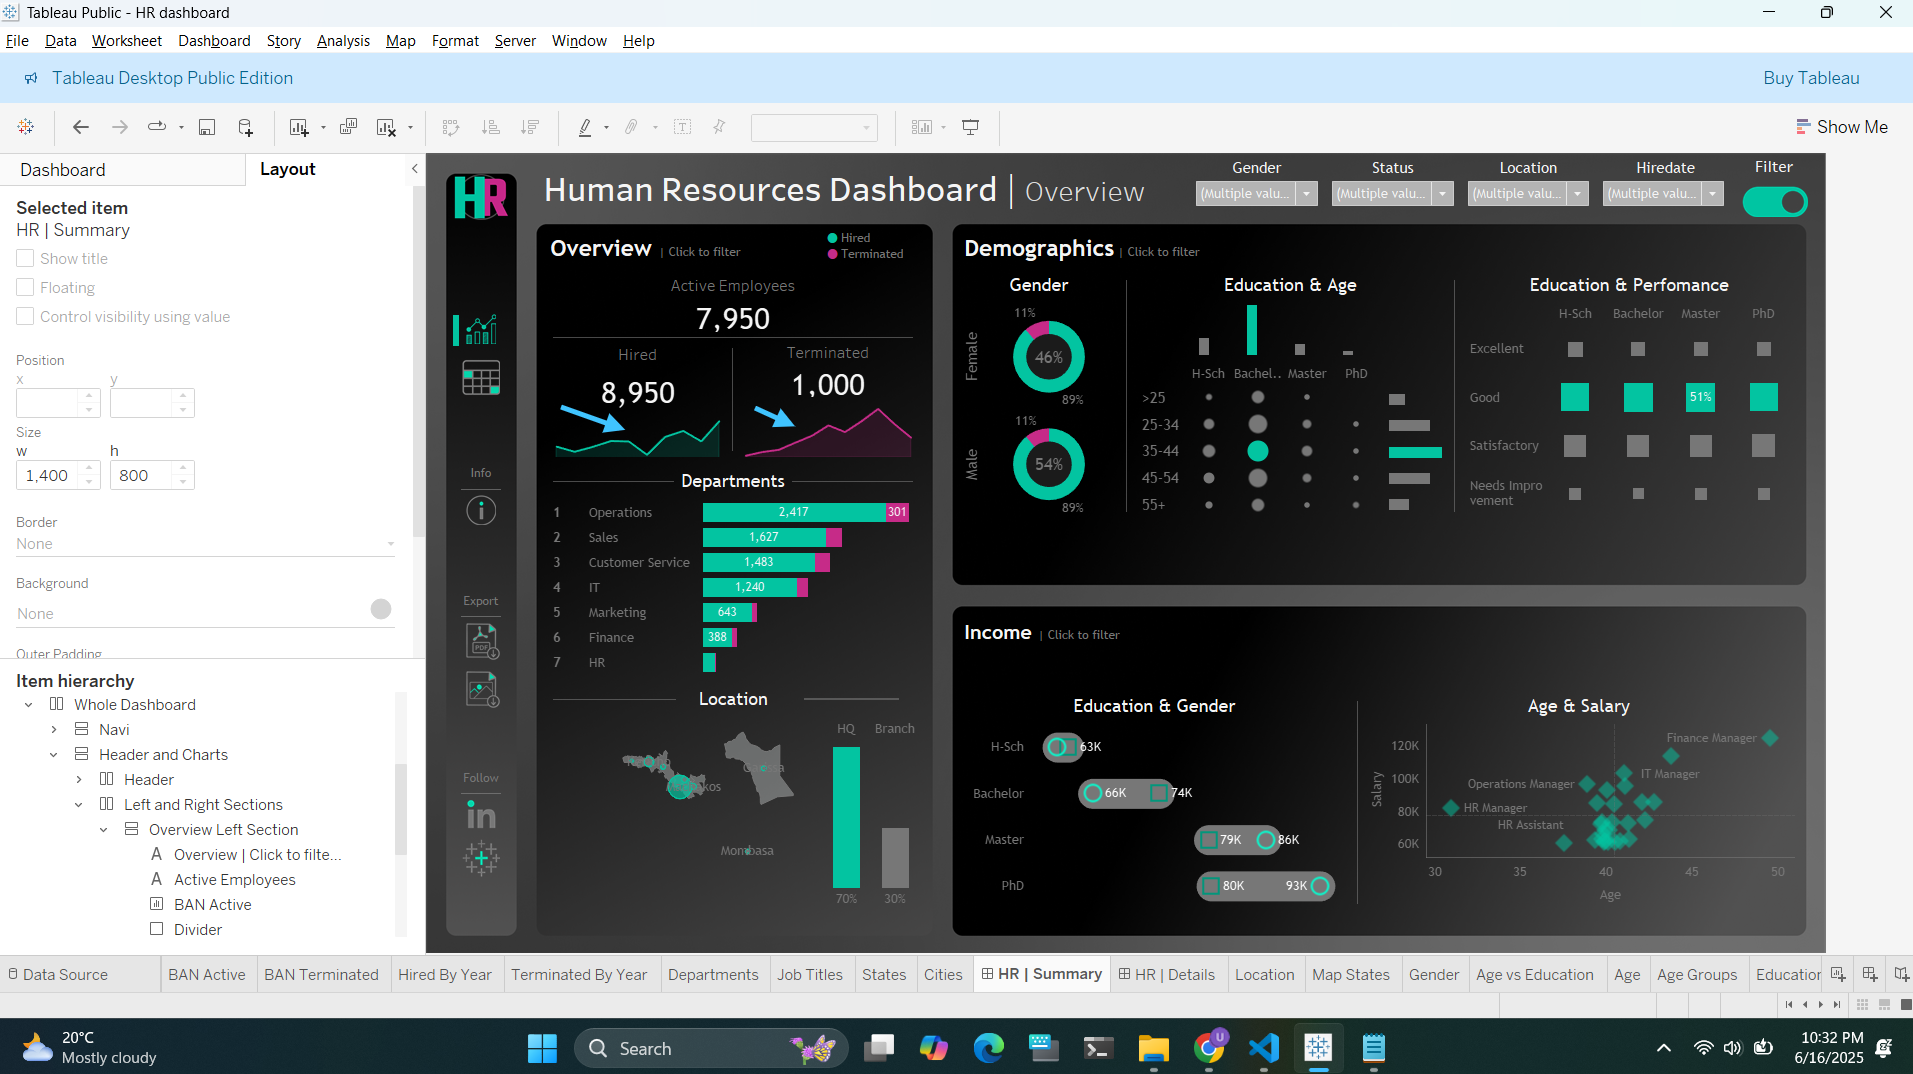 Tableau Public - HR dashboard
File Data Worksheet Dashboard Story Analysis Map Format Server Window Help
Tableau Desktop Public Edition
Buy Tableau
Show Me
Dashboard
Layout
Selected item
HR | Summary
Show title
Floating
Control visibility using value
Position
x y
Size
w h
1,400 800
Border
None
Background
None
Outer Padding
Item hierarchy
Whole Dashboard
Navi
Header and Charts
Header
Left and Right Sections
Overview Left Section
Overview | Click to filte...
Active Employees
BAN Active
Divider
HR
Info
Export
PDF
Follow
in
Human Resources Dashboard | Overview
Gender Status Location Hiredate Filter
(Multiple valu... (Multiple valu... (Multiple valu... (Multiple valu...
Overview | Click to filter
Hired
Terminated
Active Employees
7,950
Hired
8,950
Terminated
1,000
Departments
1 Operations 2,417 301
2 Sales 1,627
3 Customer Service 1,483
4 IT 1,240
5 Marketing 643
6 Finance 388
7 HR
Location
HQ Branch
Mombasa
70% 30%
Demographics | Click to filter
Gender
11%
Female
46%
89%
11%
Male
54%
89%
Education & Age
H-Sch Bachel.. Master PhD
>25
25-34
35-44
45-54
55+
Education & Perfomance
H-Sch Bachelor Master PhD
Excellent
Good 51%
Satisfactory
Needs Impro
vement
Income | Click to filter
Education & Gender
H-Sch 63K
Bachelor 66K 74K
Master 79K 86K
PhD 80K 93K
Age & Salary
Salary
120K
100K
80K
60K
Finance Manager
IT Manager
Operations Manager
HR Manager
HR Assistant
30 35 40 45 50
Age
Data Source BAN Active BAN Terminated Hired By Year Terminated By Year Departments Job Titles States Cities HR | Summary HR | Details Location Map States Gender Age vs Education Age Age Groups Education
20°C
Mostly cloudy
Search
U
10:32 PM
6/16/2025